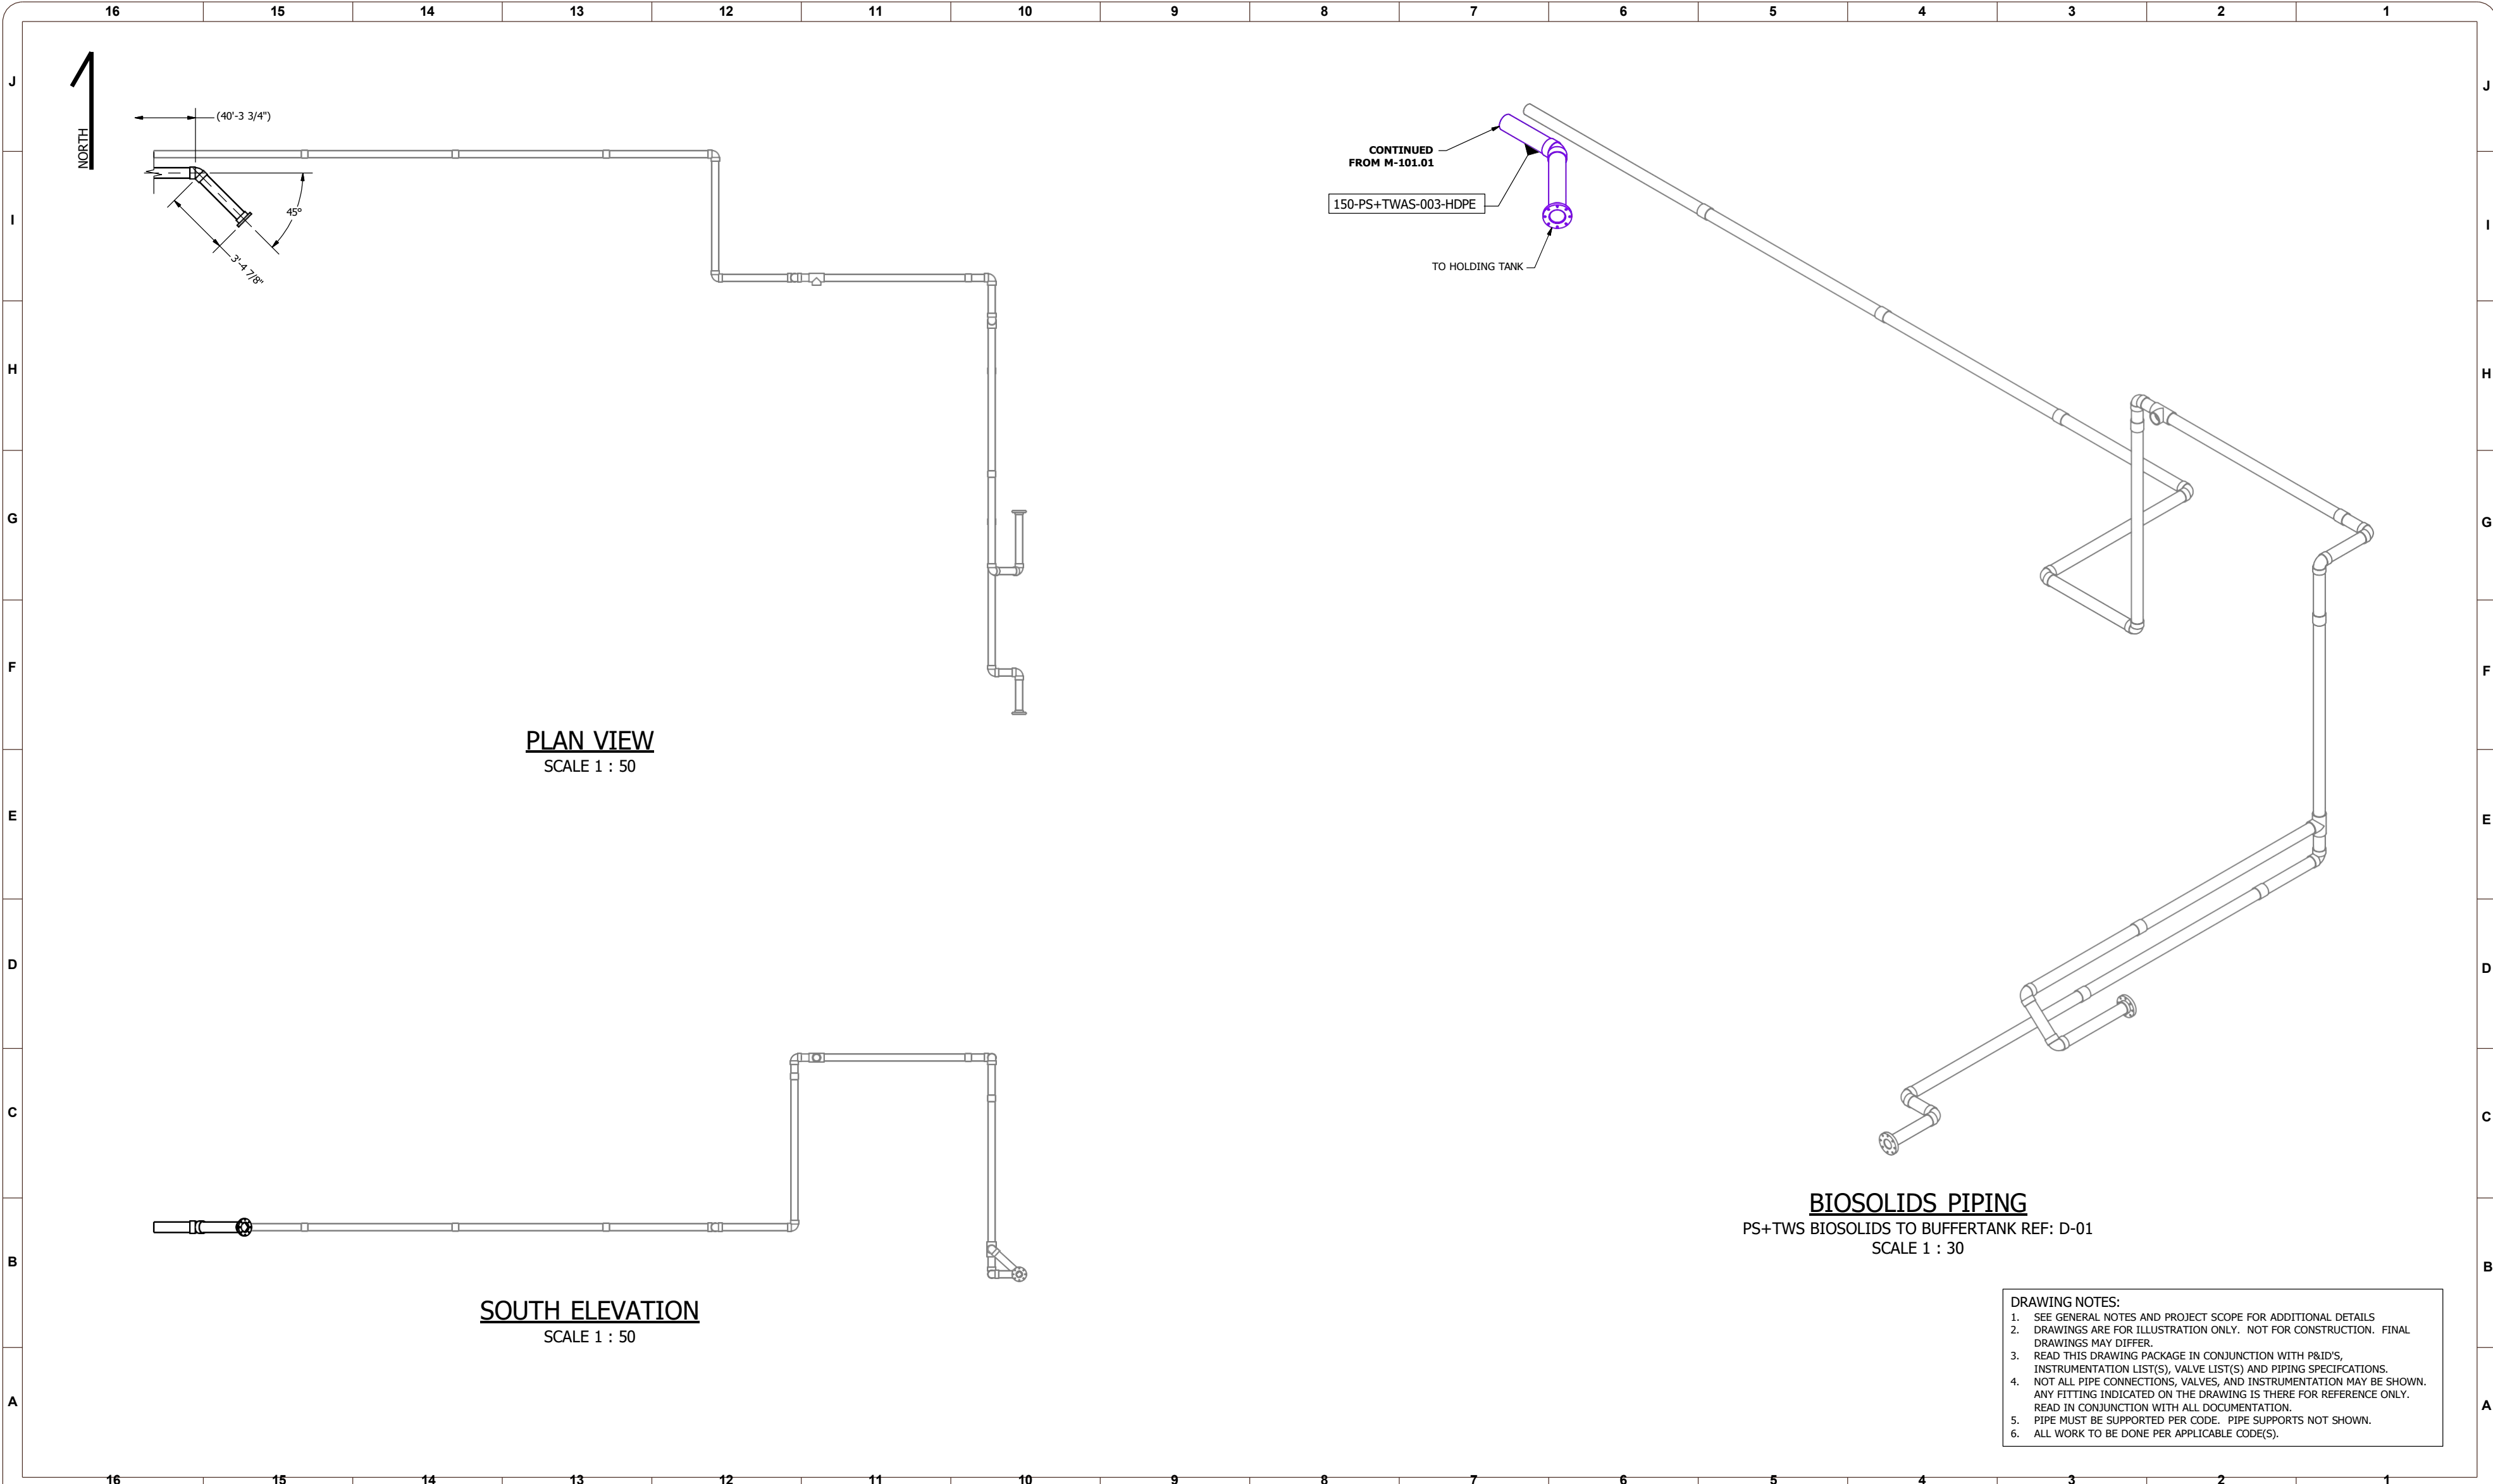 16 15 14 13 12 11 10 9 8 7 6 5 4 3 2 1
J
I
H
G
F
E
D
C
B
A
NORTH
(40'-3 3/4")
45°
3'-4 7/8"
PLAN VIEW
SCALE 1 : 50
SOUTH ELEVATION
SCALE 1 : 50
CONTINUED
FROM M-101.01
150-PS+TWAS-003-HDPE
TO HOLDING TANK
BIOSOLIDS PIPING
PS+TWS BIOSOLIDS TO BUFFERTANK REF: D-01
SCALE 1 : 30
DRAWING NOTES:
1. SEE GENERAL NOTES AND PROJECT SCOPE FOR ADDITIONAL DETAILS
2. DRAWINGS ARE FOR ILLUSTRATION ONLY. NOT FOR CONSTRUCTION. FINAL
DRAWINGS MAY DIFFER.
3. READ THIS DRAWING PACKAGE IN CONJUNCTION WITH P&ID'S,
INSTRUMENTATION LIST(S), VALVE LIST(S) AND PIPING SPECIFCATIONS.
4. NOT ALL PIPE CONNECTIONS, VALVES, AND INSTRUMENTATION MAY BE SHOWN.
ANY FITTING INDICATED ON THE DRAWING IS THERE FOR REFERENCE ONLY.
READ IN CONJUNCTION WITH ALL DOCUMENTATION.
5. PIPE MUST BE SUPPORTED PER CODE. PIPE SUPPORTS NOT SHOWN.
6. ALL WORK TO BE DONE PER APPLICABLE CODE(S).
J
I
H
G
F
E
D
C
B
A
16 15 14 13 12 11 10 9 8 7 6 5 4 3 2 1